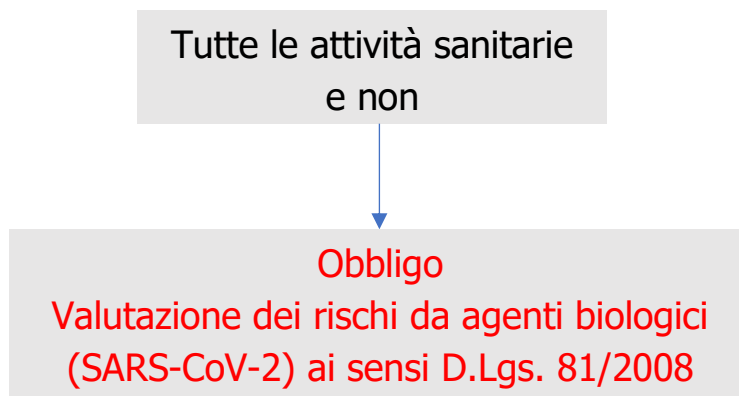 Tutte le attività sanitarie
e non
Obbligo
Valutazione dei rischi da agenti biologici
(SARS-CoV-2) ai sensi D.Lgs. 81/2008